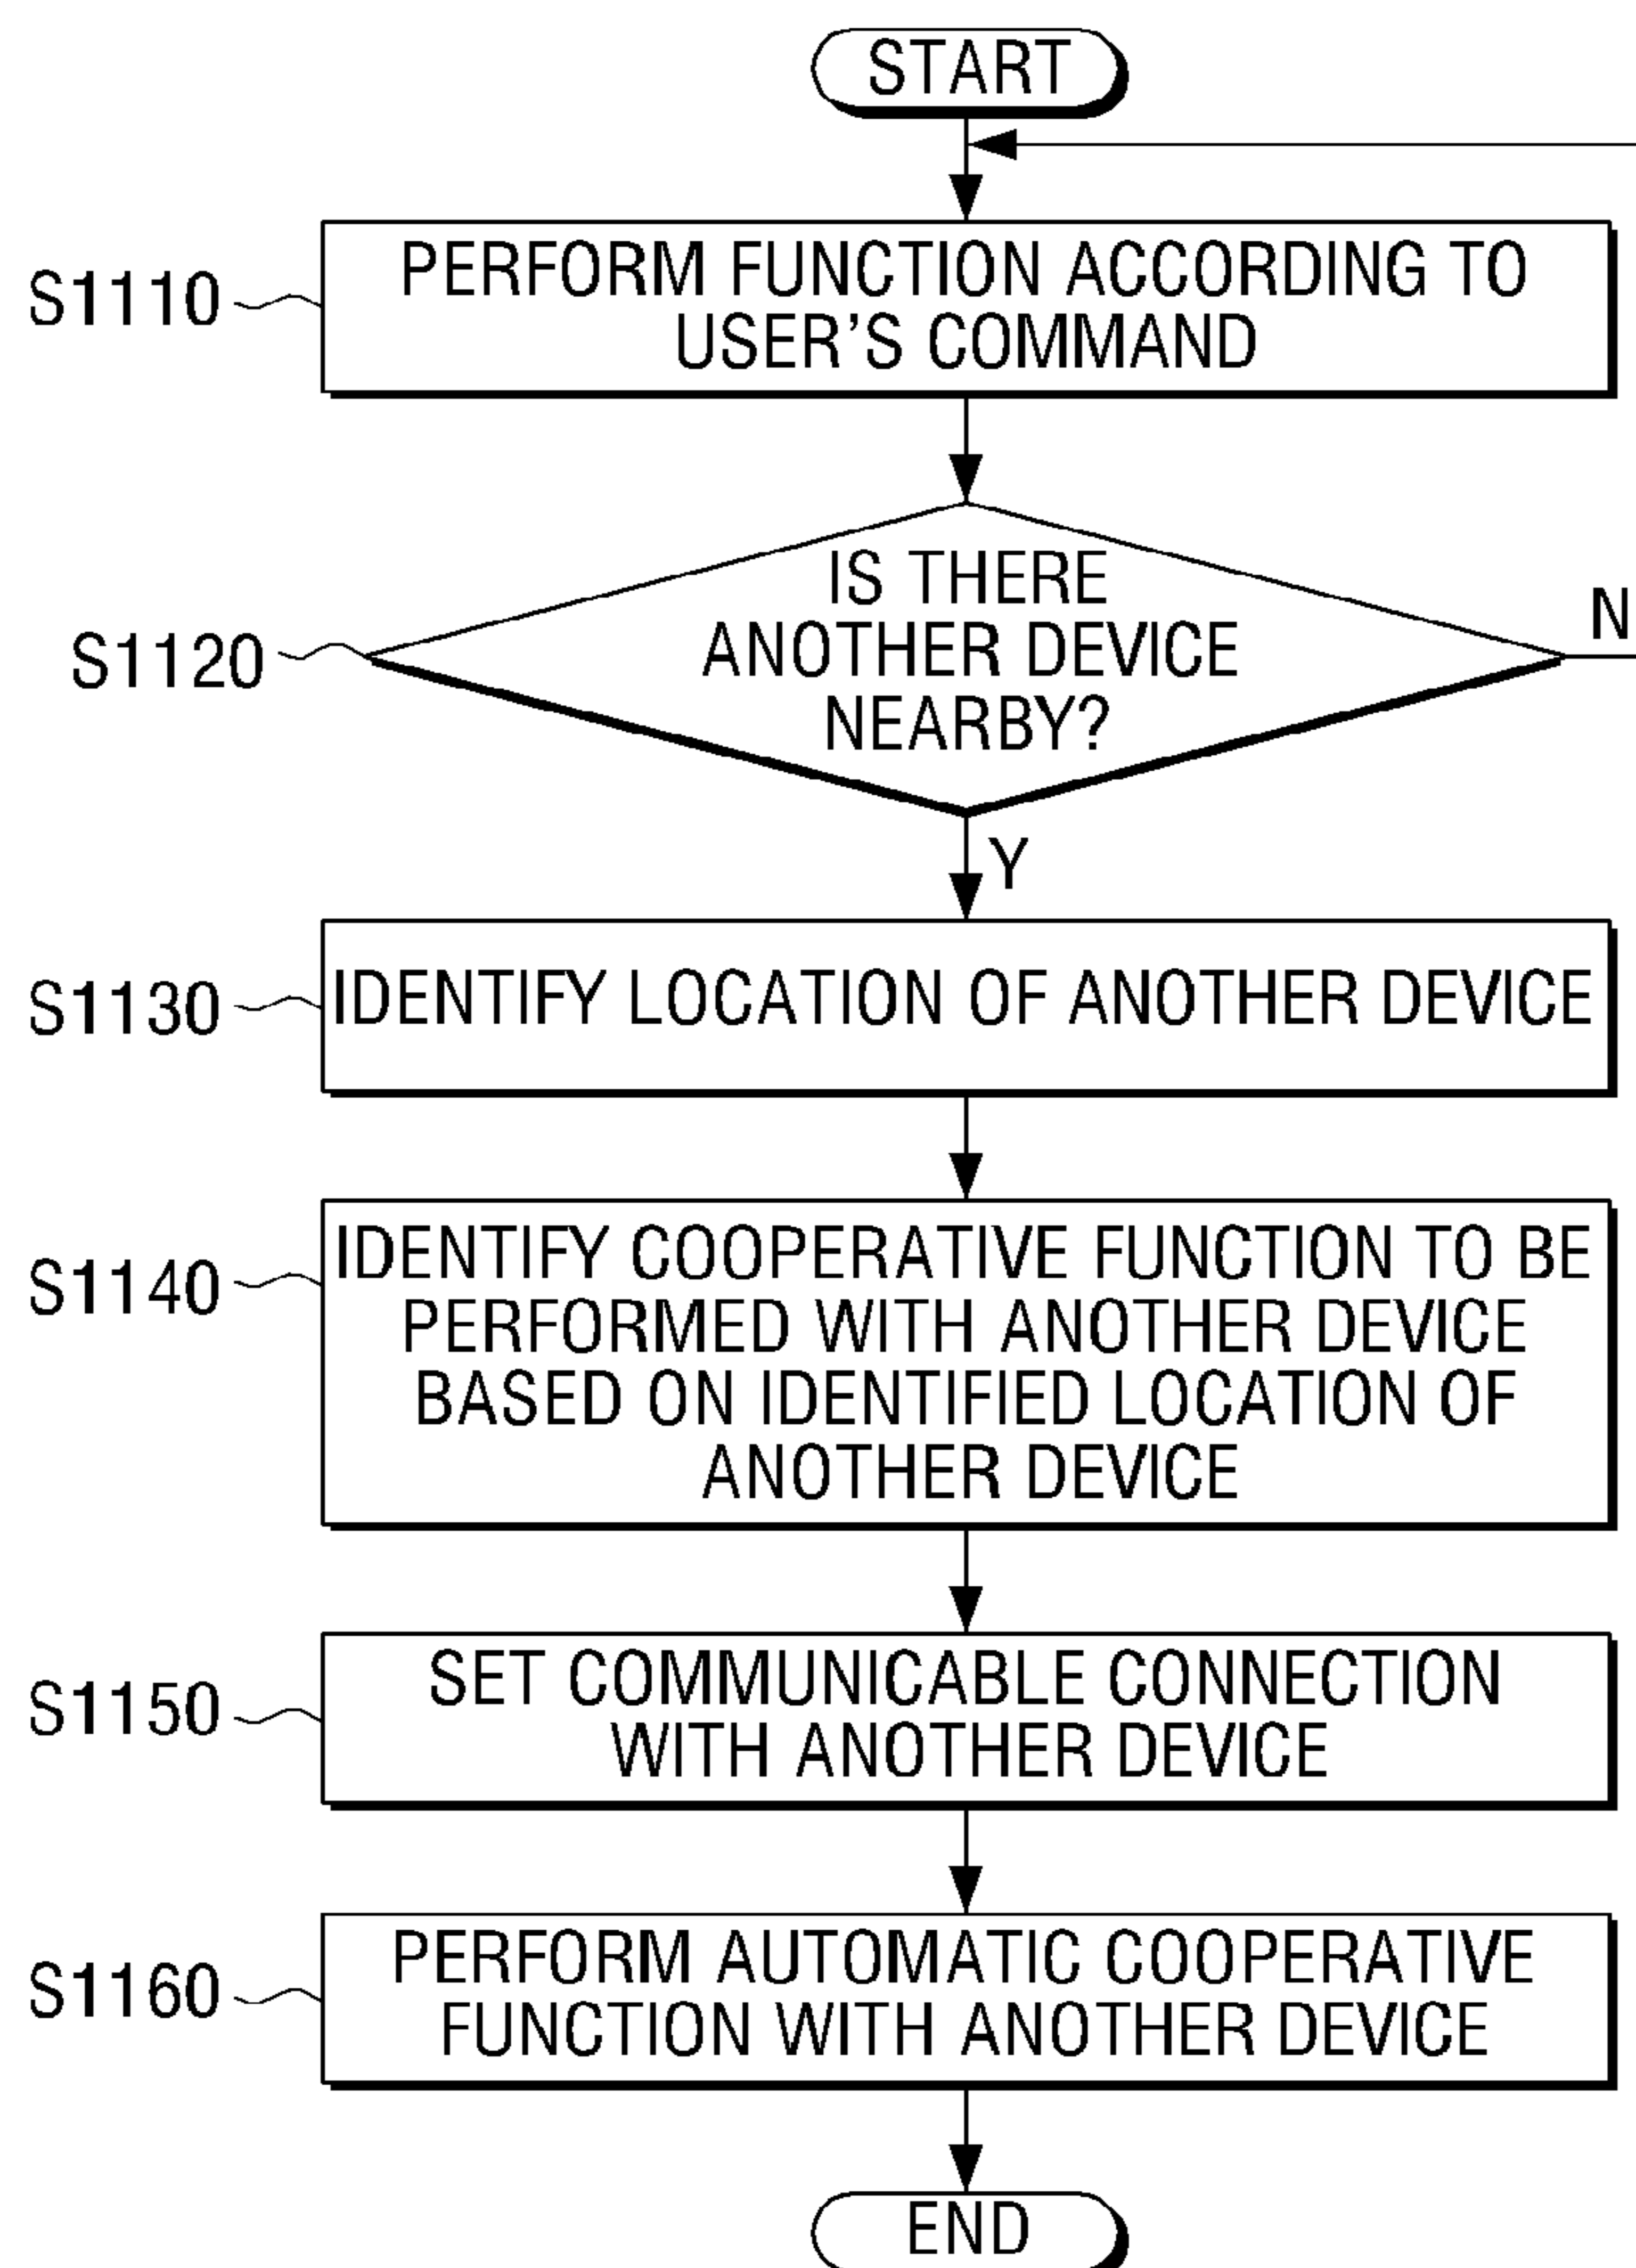 START
S1110
PERFORM FUNCTION ACCORDING TO
USER'S COMMAND
S1120
IS THERE
ANOTHER DEVICE
NEARBY?
N
Y
S1130
IDENTIFY LOCATION OF ANOTHER DEVICE
S1140
IDENTIFY COOPERATIVE FUNCTION TO BE
PERFORMED WITH ANOTHER DEVICE
BASED ON IDENTIFIED LOCATION OF
ANOTHER DEVICE
S1150
SET COMMUNICABLE CONNECTION
WITH ANOTHER DEVICE
S1160
PERFORM AUTOMATIC COOPERATIVE
FUNCTION WITH ANOTHER DEVICE
END